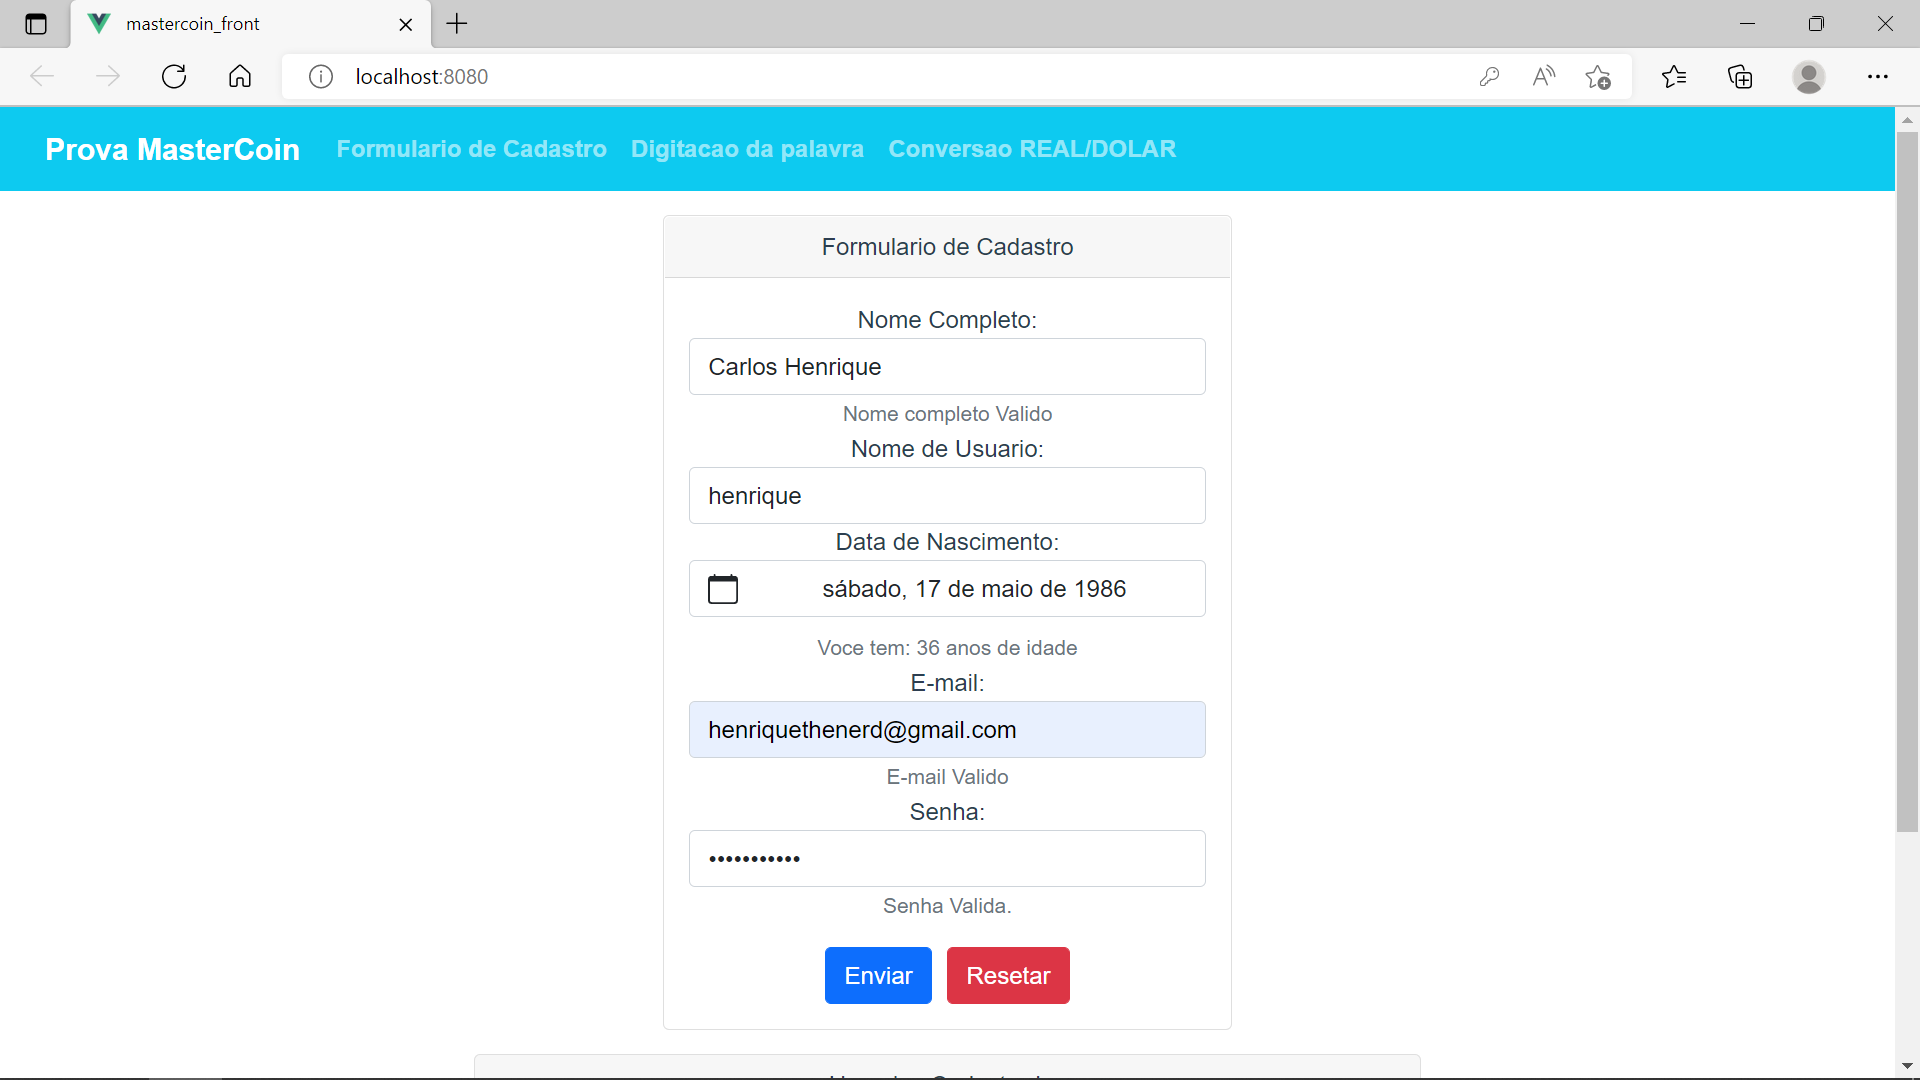 mastercoin_front
localhost:8080
Prova MasterCoin Formulario de Cadastro Digitacao da palavra Conversao REAL/DOLAR
Formulario de Cadastro
Nome Completo:
Carlos Henrique
Nome completo Valido
Nome de Usuario:
henrique
Data de Nascimento:
sábado, 17 de maio de 1986
Voce tem: 36 anos de idade
E-mail:
henriquethenerd@gmail.com
E-mail Valido
Senha:
•••••••••••
Senha Valida.
Enviar Resetar